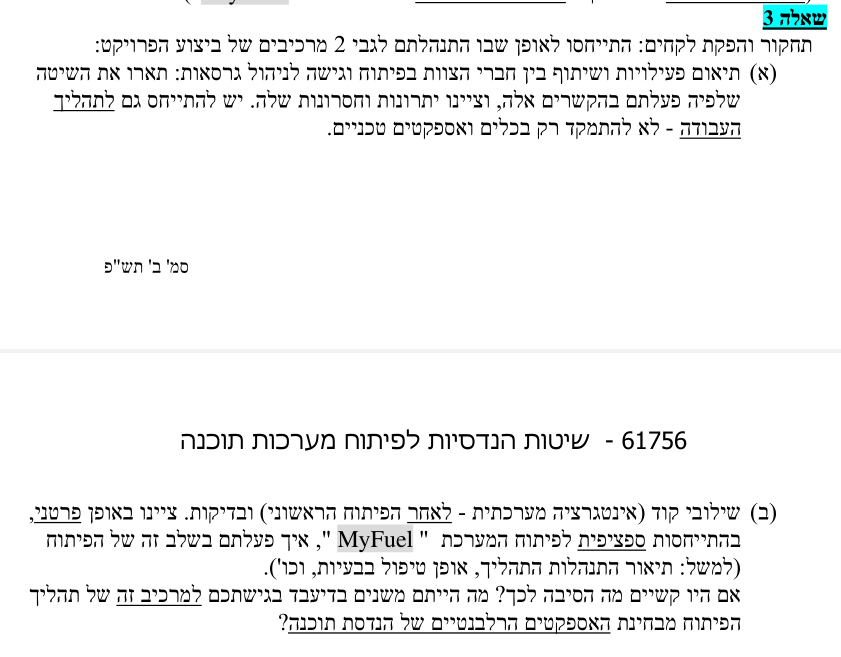 שאלה 3
תחקור והפקת לקחים: התייחסו לאופן שבו התנהלתם לגבי 2 מרכיבים של ביצוע הפרויקט:
(א) תיאום פעילויות ושיתוף בין חברי הצוות בפיתוח וגישה לניהול גרסאות: תארו את השיטה
שלפיה פעלתם בהקשרים אלה, וציינו יתרונות וחסרונות שלה. יש להתייחס גם לתהליך
העבודה - לא להתמקד רק בכלים ואספקטים טכניים.
סמ' ב' תש"פ
61756 - שיטות הנדסיות לפיתוח מערכות תוכנה
(ב) שילובי קוד (אינטגרציה מערכתית - לאחר הפיתוח הראשוני) ובדיקות. ציינו באופן פרטני,
בהתייחסות ספציפית לפיתוח המערכת " MyFuel ", איך פעלתם בשלב זה של הפיתוח
(למשל: תיאור התנהלות התהליך, אופן טיפול בבעיות, וכו').
אם היו קשיים מה הסיבה לכך? מה הייתם משנים בדיעבד בגישתכם למרכיב זה של תהליך
הפיתוח מבחינת האספקטים הרלבנטיים של הנדסת תוכנה?